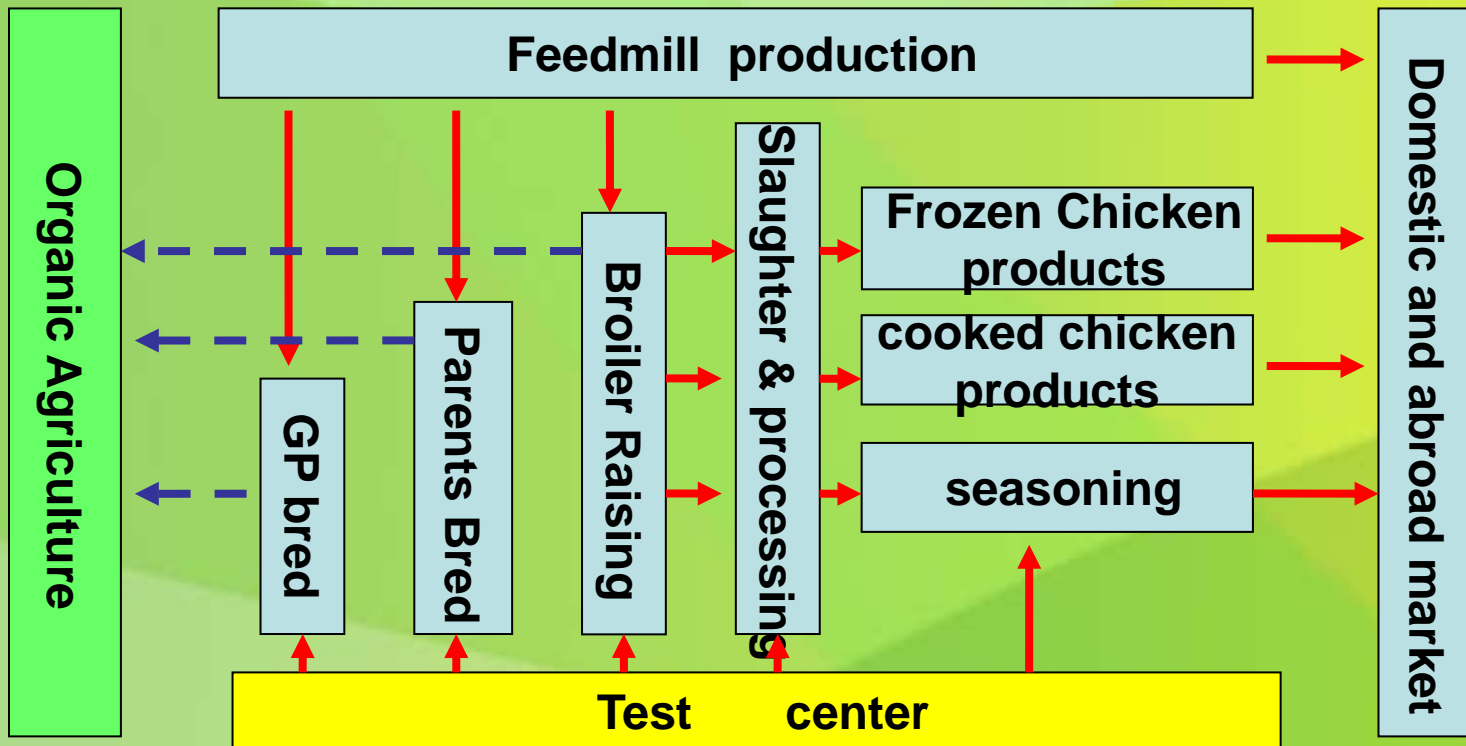 Feedmill production
Organic Agriculture
GP bred
Parents Bred
Broiler Raising
Slaughter & processing
Frozen Chicken
products
cooked chicken
products
seasoning
Domestic and abroad market
Test center